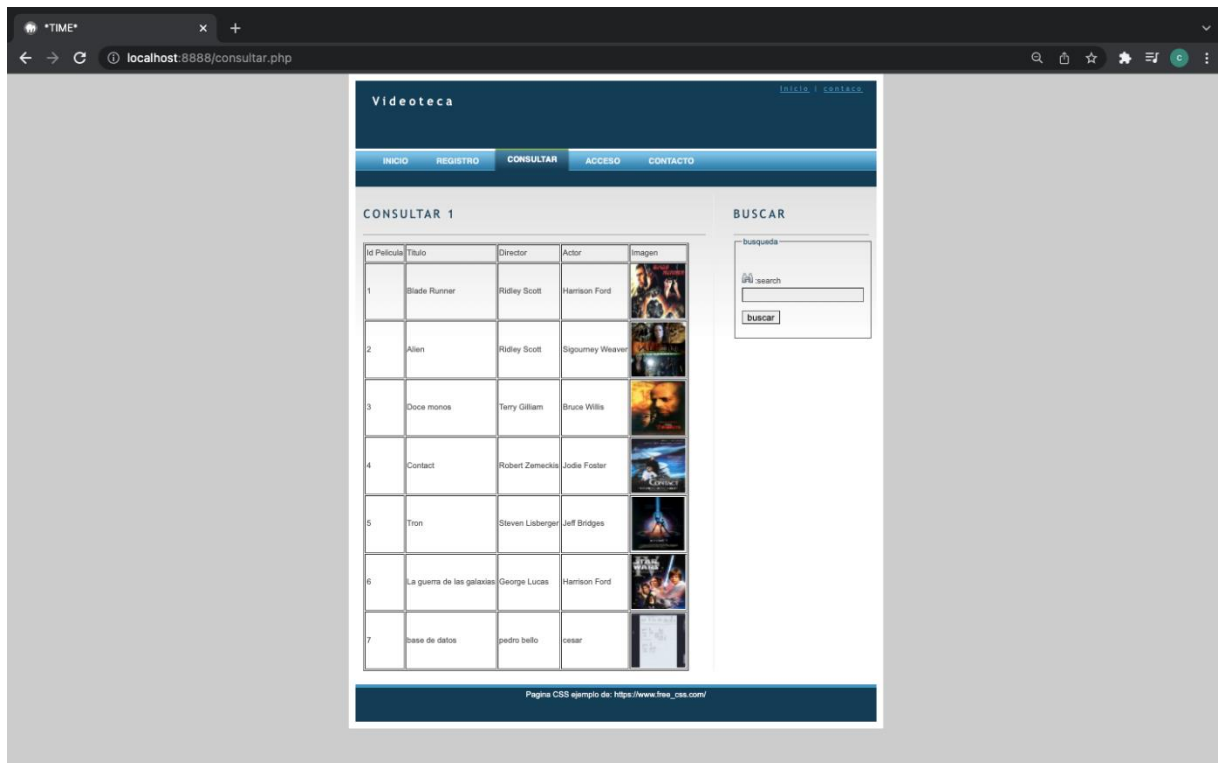 *TIME*
localhost:8888/consultar.php
C
Videoteca
inicio | contaco
INICIO REGISTRO CONSULTAR ACCESO CONTACTO
CONSULTAR 1
Id Pelicula Titulo Director Actor Imagen
1 Blade Runner Ridley Scott Harrison Ford
2 Alien Ridley Scott Sigourney Weaver
3 Doce monos Terry Gilliam Bruce Willis
4 Contact Robert Zemeckis Jodie Foster
CONTACT
5 Tron Steven Lisberger Jeff Bridges
6 La guerra de las galaxias George Lucas Harrison Ford
STAR WARS
7 base de datos pedro bello cesar
BUSCAR
busqueda
:search
buscar
Pagina CSS ejemplo de: https://www.free_css.com/